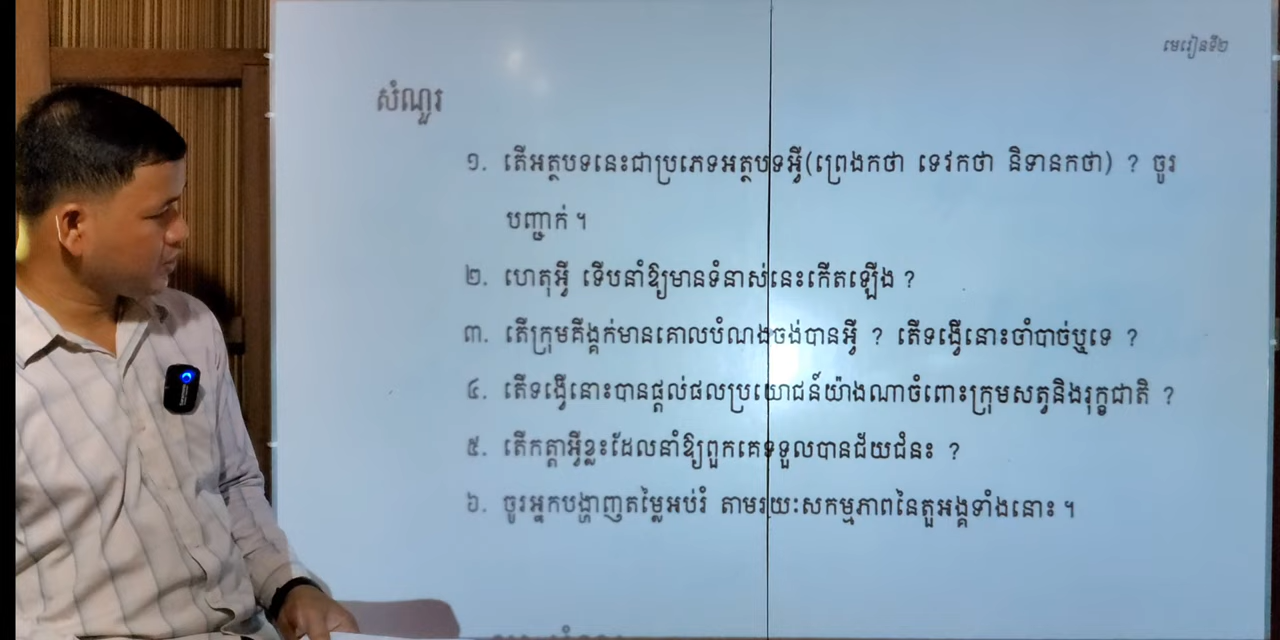 មេរៀនទី២
សំណួរ
១. តើអត្ថបទនេះជាប្រភេទអត្ថបទអ្វី(ព្រេងកថា ទេវកថា និទានកថា) ? ចូរ
បញ្ជាក់ ។
២. ហេតុអ្វី ទើបនាំឱ្យមានទំនាស់នេះកើតឡើង ?
៣. តើក្រុមគីង្គក់មានគោលបំណងចង់បានអ្វី ? តើទង្វើនោះចាំបាច់ឬទេ ?
៤. តើទង្វើនោះបានផ្តល់ផលប្រយោជន៍យ៉ាងណាចំពោះក្រុមសត្វនិងរុក្ខជាតិ ?
៥. តើកត្តាអ្វីខ្លះដែលនាំឱ្យពួកគេទទួលបានជ័យជំនះ ?
៦. ចូរអ្នកបង្ហាញតម្លៃអប់រំ តាមរយៈសកម្មភាពនៃតួអង្គទាំងនោះ ។